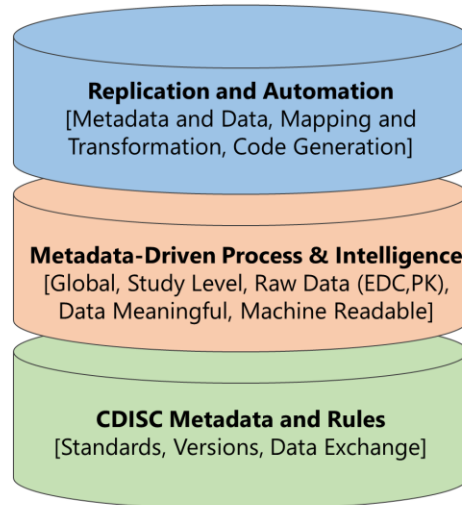 Replication and Automation
[Metadata and Data, Mapping and
Transformation, Code Generation]
Metadata-Driven Process & Intelligence
[Global, Study Level, Raw Data (EDC,PK),
Data Meaningful, Machine Readable]
CDISC Metadata and Rules
[Standards, Versions, Data Exchange]